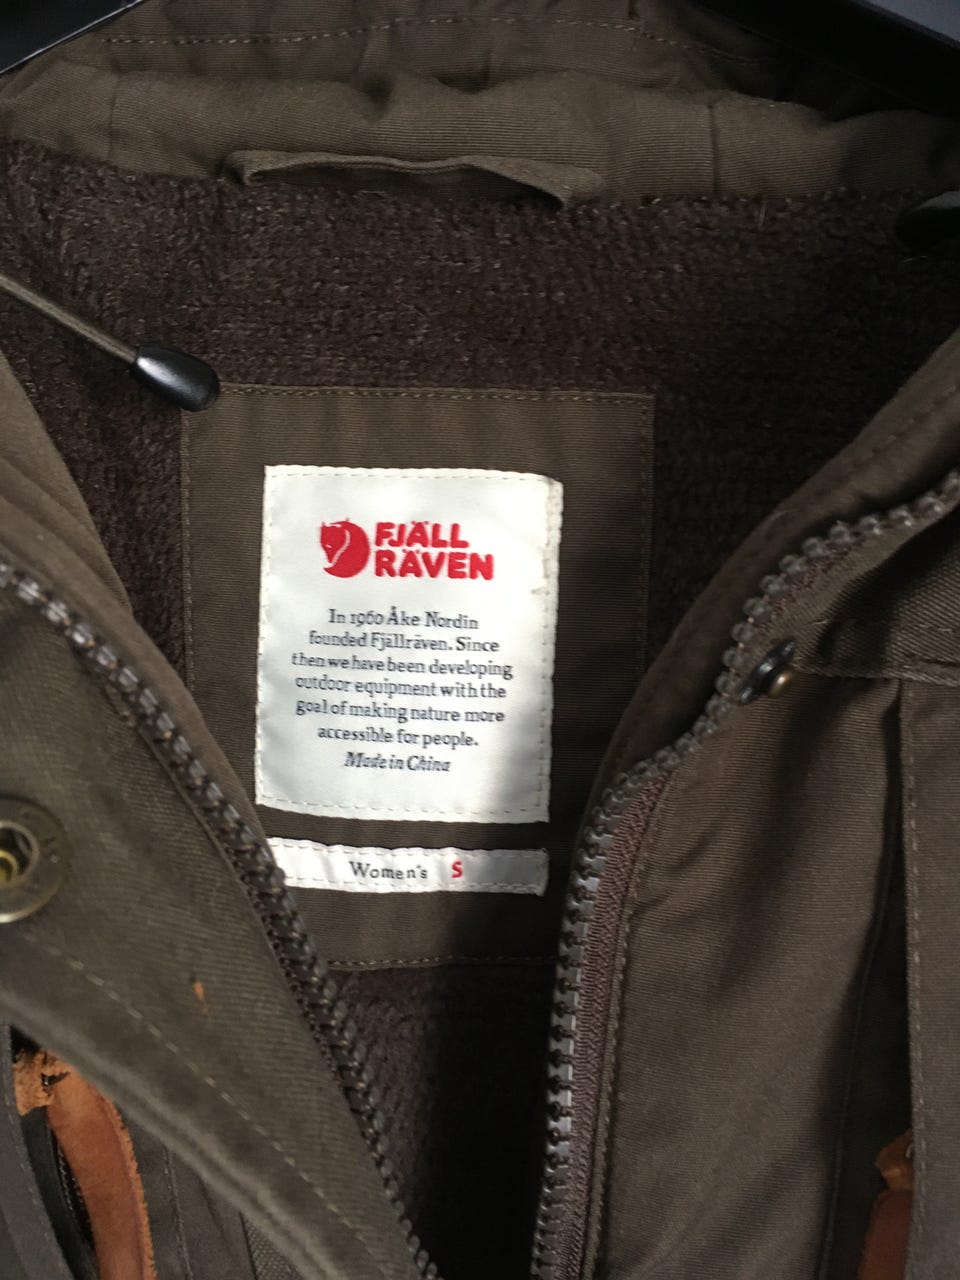 FJÄLL
RÄVEN
In 1960 Åke Nordin
founded Fjällräven. Since
then we have been developing
outdoor equipment with the
goal of making nature more
accessible for people.
Made in China
Women's S